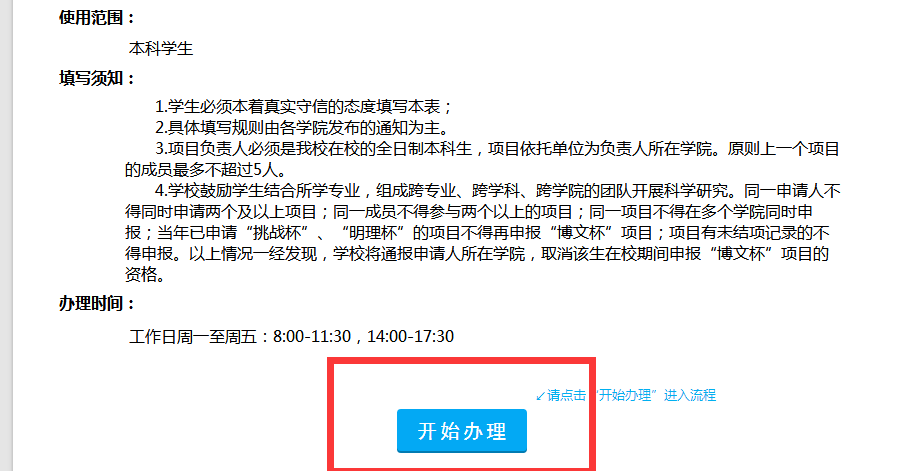 使用范围：
本科学生
填写须知：
1.学生必须本着真实守信的态度填写本表；
2.具体填写规则由各学院发布的通知为主。
3.项目负责人必须是我校在校的全日制本科生，项目依托单位为负责人所在学院。原则上一个项目
的成员最多不超过5人。
4.学校鼓励学生结合所学专业，组成跨专业、跨学科、跨学院的团队开展科学研究。同一申请人不
得同时申请两个及以上项目；同一成员不得参与两个以上的项目；同一项目不得在多个学院同时申
报；当年已申请“挑战杯”、“明理杯”的项目不得再申报“博文杯”项目；项目有未结项记录的不
得申报。以上情况一经发现，学校将通报申请人所在学院，取消该生在校期间申报“博文杯”项目的
资格。
办理时间：
工作日周一至周五：8:00-11:30，14:00-17:30
↙请点击“开始办理”进入流程
开始办理